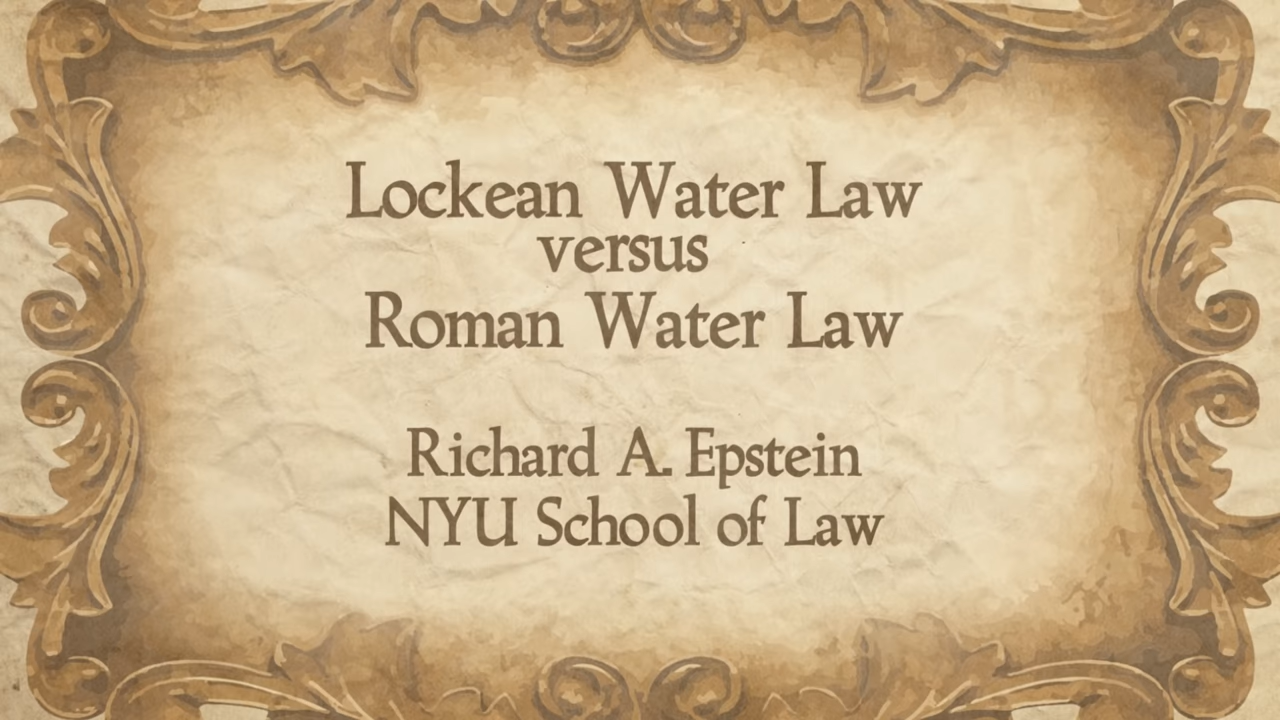 Lockean Water Law
versus
Roman Water Law
Richard A. Epstein
NYU School of Law